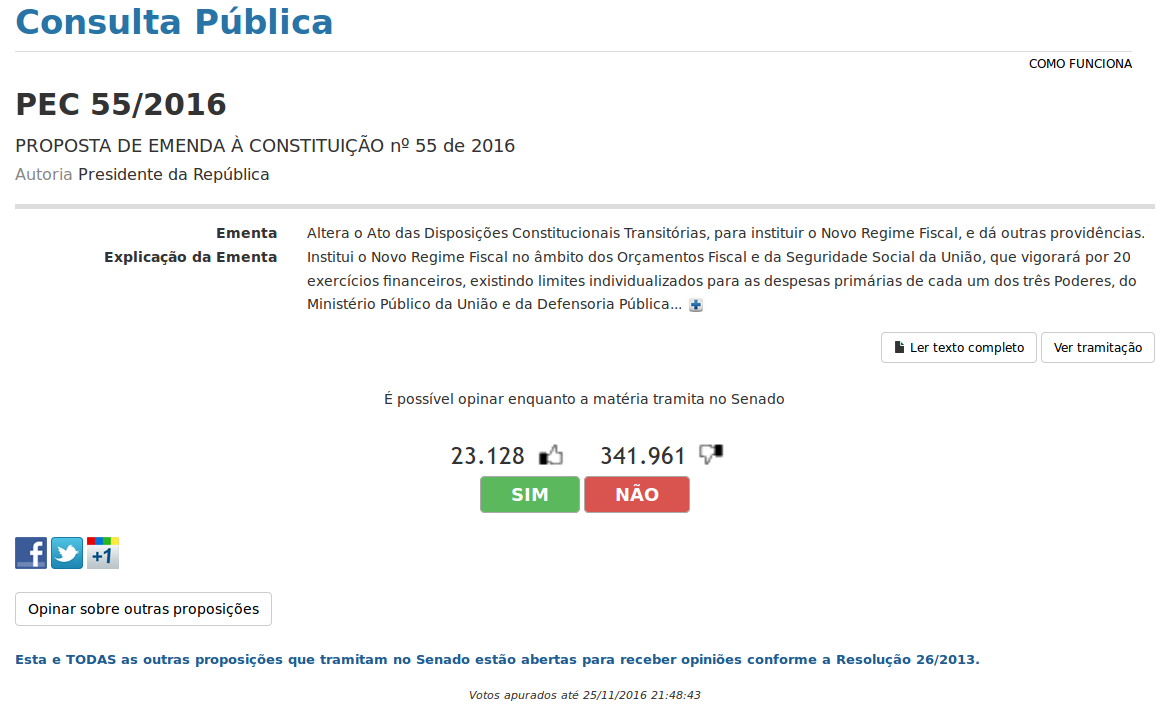 Consulta Pública
COMO FUNCIONA
PEC 55/2016
PROPOSTA DE EMENDA À CONSTITUIÇÃO nº 55 de 2016
Autoria Presidente da República
Ementa Altera o Ato das Disposições Constitucionais Transitórias, para instituir o Novo Regime Fiscal, e dá outras providências.
Explicação da Ementa Institui o Novo Regime Fiscal no âmbito dos Orçamentos Fiscal e da Seguridade Social da União, que vigorará por 20
exercícios financeiros, existindo limites individualizados para as despesas primárias de cada um dos três Poderes, do
Ministério Público da União e da Defensoria Pública...
Ler texto completo Ver tramitação
É possível opinar enquanto a matéria tramita no Senado
23.128 341.961
SIM NÃO
f +1
Opinar sobre outras proposições
Esta e TODAS as outras proposições que tramitam no Senado estão abertas para receber opiniões conforme a Resolução 26/2013.
Votos apurados até 25/11/2016 21:48:43